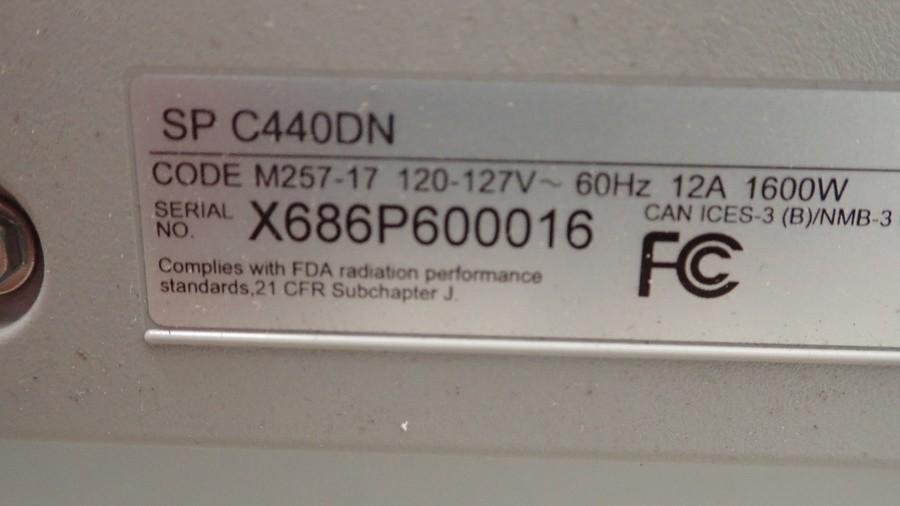 SP C440DN
CODE M257-17 120-127V~ 60Hz 12A 1600W
SERIAL NO. X686P600016
CAN ICES-3 (B)/NMB-3
FC
Complies with FDA radiation performance
standards,21 CFR Subchapter J.